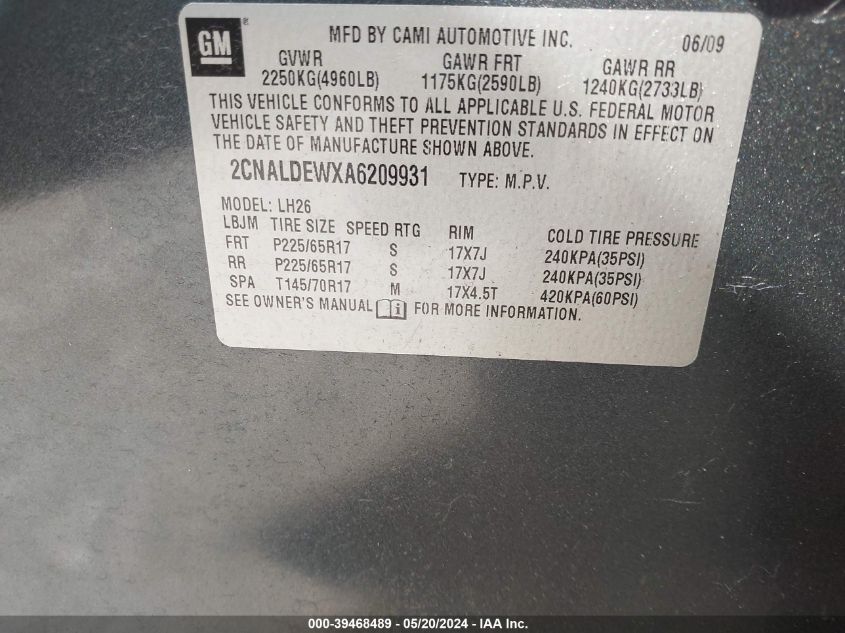 GM ®
MFD BY CAMI AUTOMOTIVE INC. 06/09
GVWR GAWR FRT GAWR RR
2250KG(4960LB) 1175KG(2590LB) 1240KG(2733LB)
THIS VEHICLE CONFORMS TO ALL APPLICABLE U.S. FEDERAL MOTOR
VEHICLE SAFETY AND THEFT PREVENTION STANDARDS IN EFFECT ON
THE DATE OF MANUFACTURE SHOWN ABOVE.
2CNALDEWXA6209931 TYPE: M.P.V.
MODEL: LH26
LBJM TIRE SIZE SPEED RTG RIM COLD TIRE PRESSURE
FRT P225/65R17 S 17X7J 240KPA(35PSI)
RR P225/65R17 S 17X7J 240KPA(35PSI)
SPA T145/70R17 M 17X4.5T 420KPA(60PSI)
SEE OWNER'S MANUAL i FOR MORE INFORMATION.
000-39468489 - 05/20/2024 - IAA Inc.